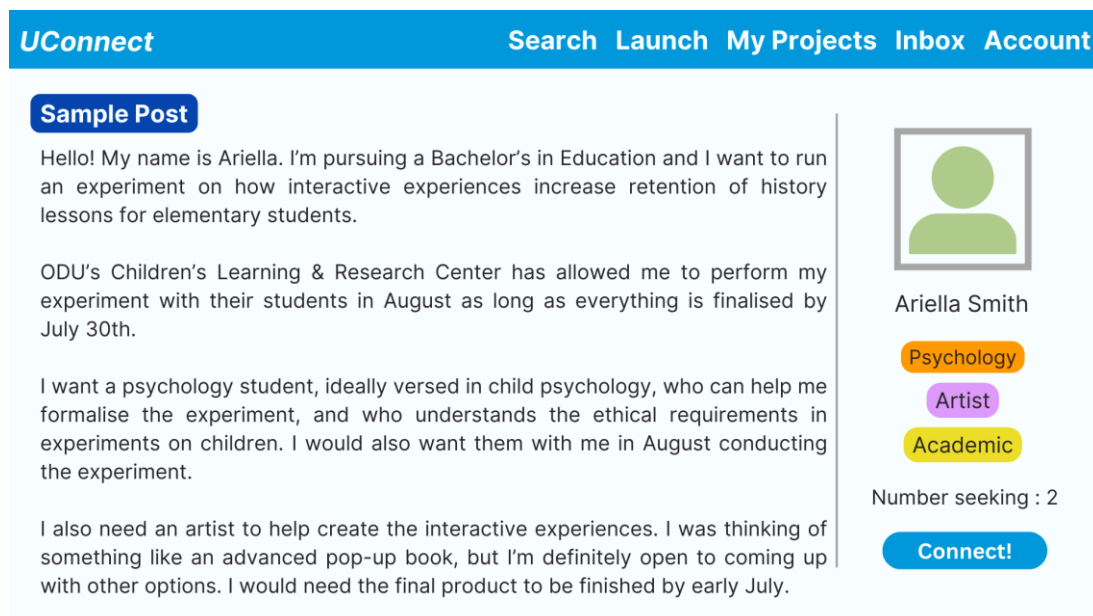 UConnect Search Launch My Projects Inbox Account
Sample Post
Hello! My name is Ariella. I’m pursuing a Bachelor’s in Education and I want to run
an experiment on how interactive experiences increase retention of history
lessons for elementary students.
ODU’s Children’s Learning & Research Center has allowed me to perform my
experiment with their students in August as long as everything is finalised by
July 30th.
I want a psychology student, ideally versed in child psychology, who can help me
formalise the experiment, and who understands the ethical requirements in
experiments on children. I would also want them with me in August conducting
the experiment.
I also need an artist to help create the interactive experiences. I was thinking of
something like an advanced pop-up book, but I’m definitely open to coming up
with other options. I would need the final product to be finished by early July.
Ariella Smith
Psychology
Artist
Academic
Number seeking : 2
Connect!